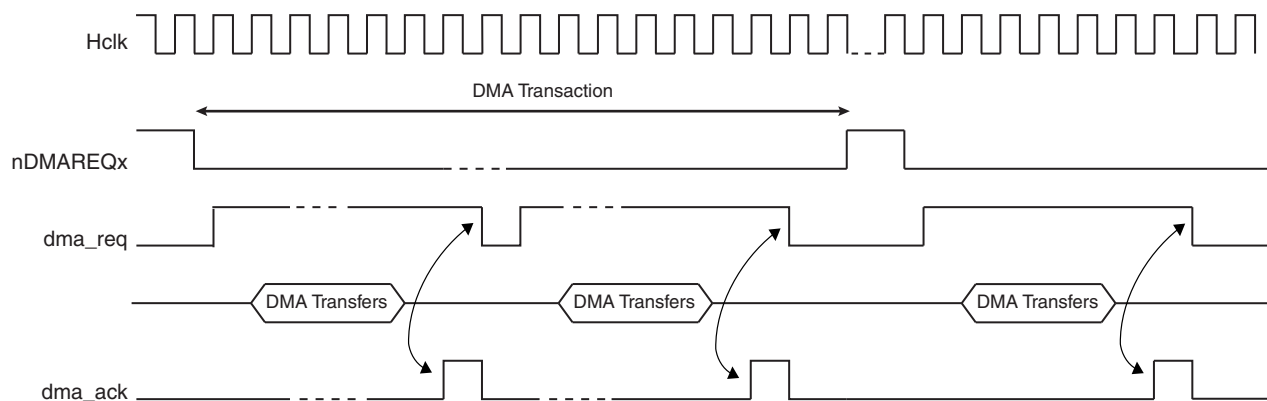 Hclk
DMA Transaction
nDMAREQx
dma_req
DMA Transfers DMA Transfers DMA Transfers
dma_ack